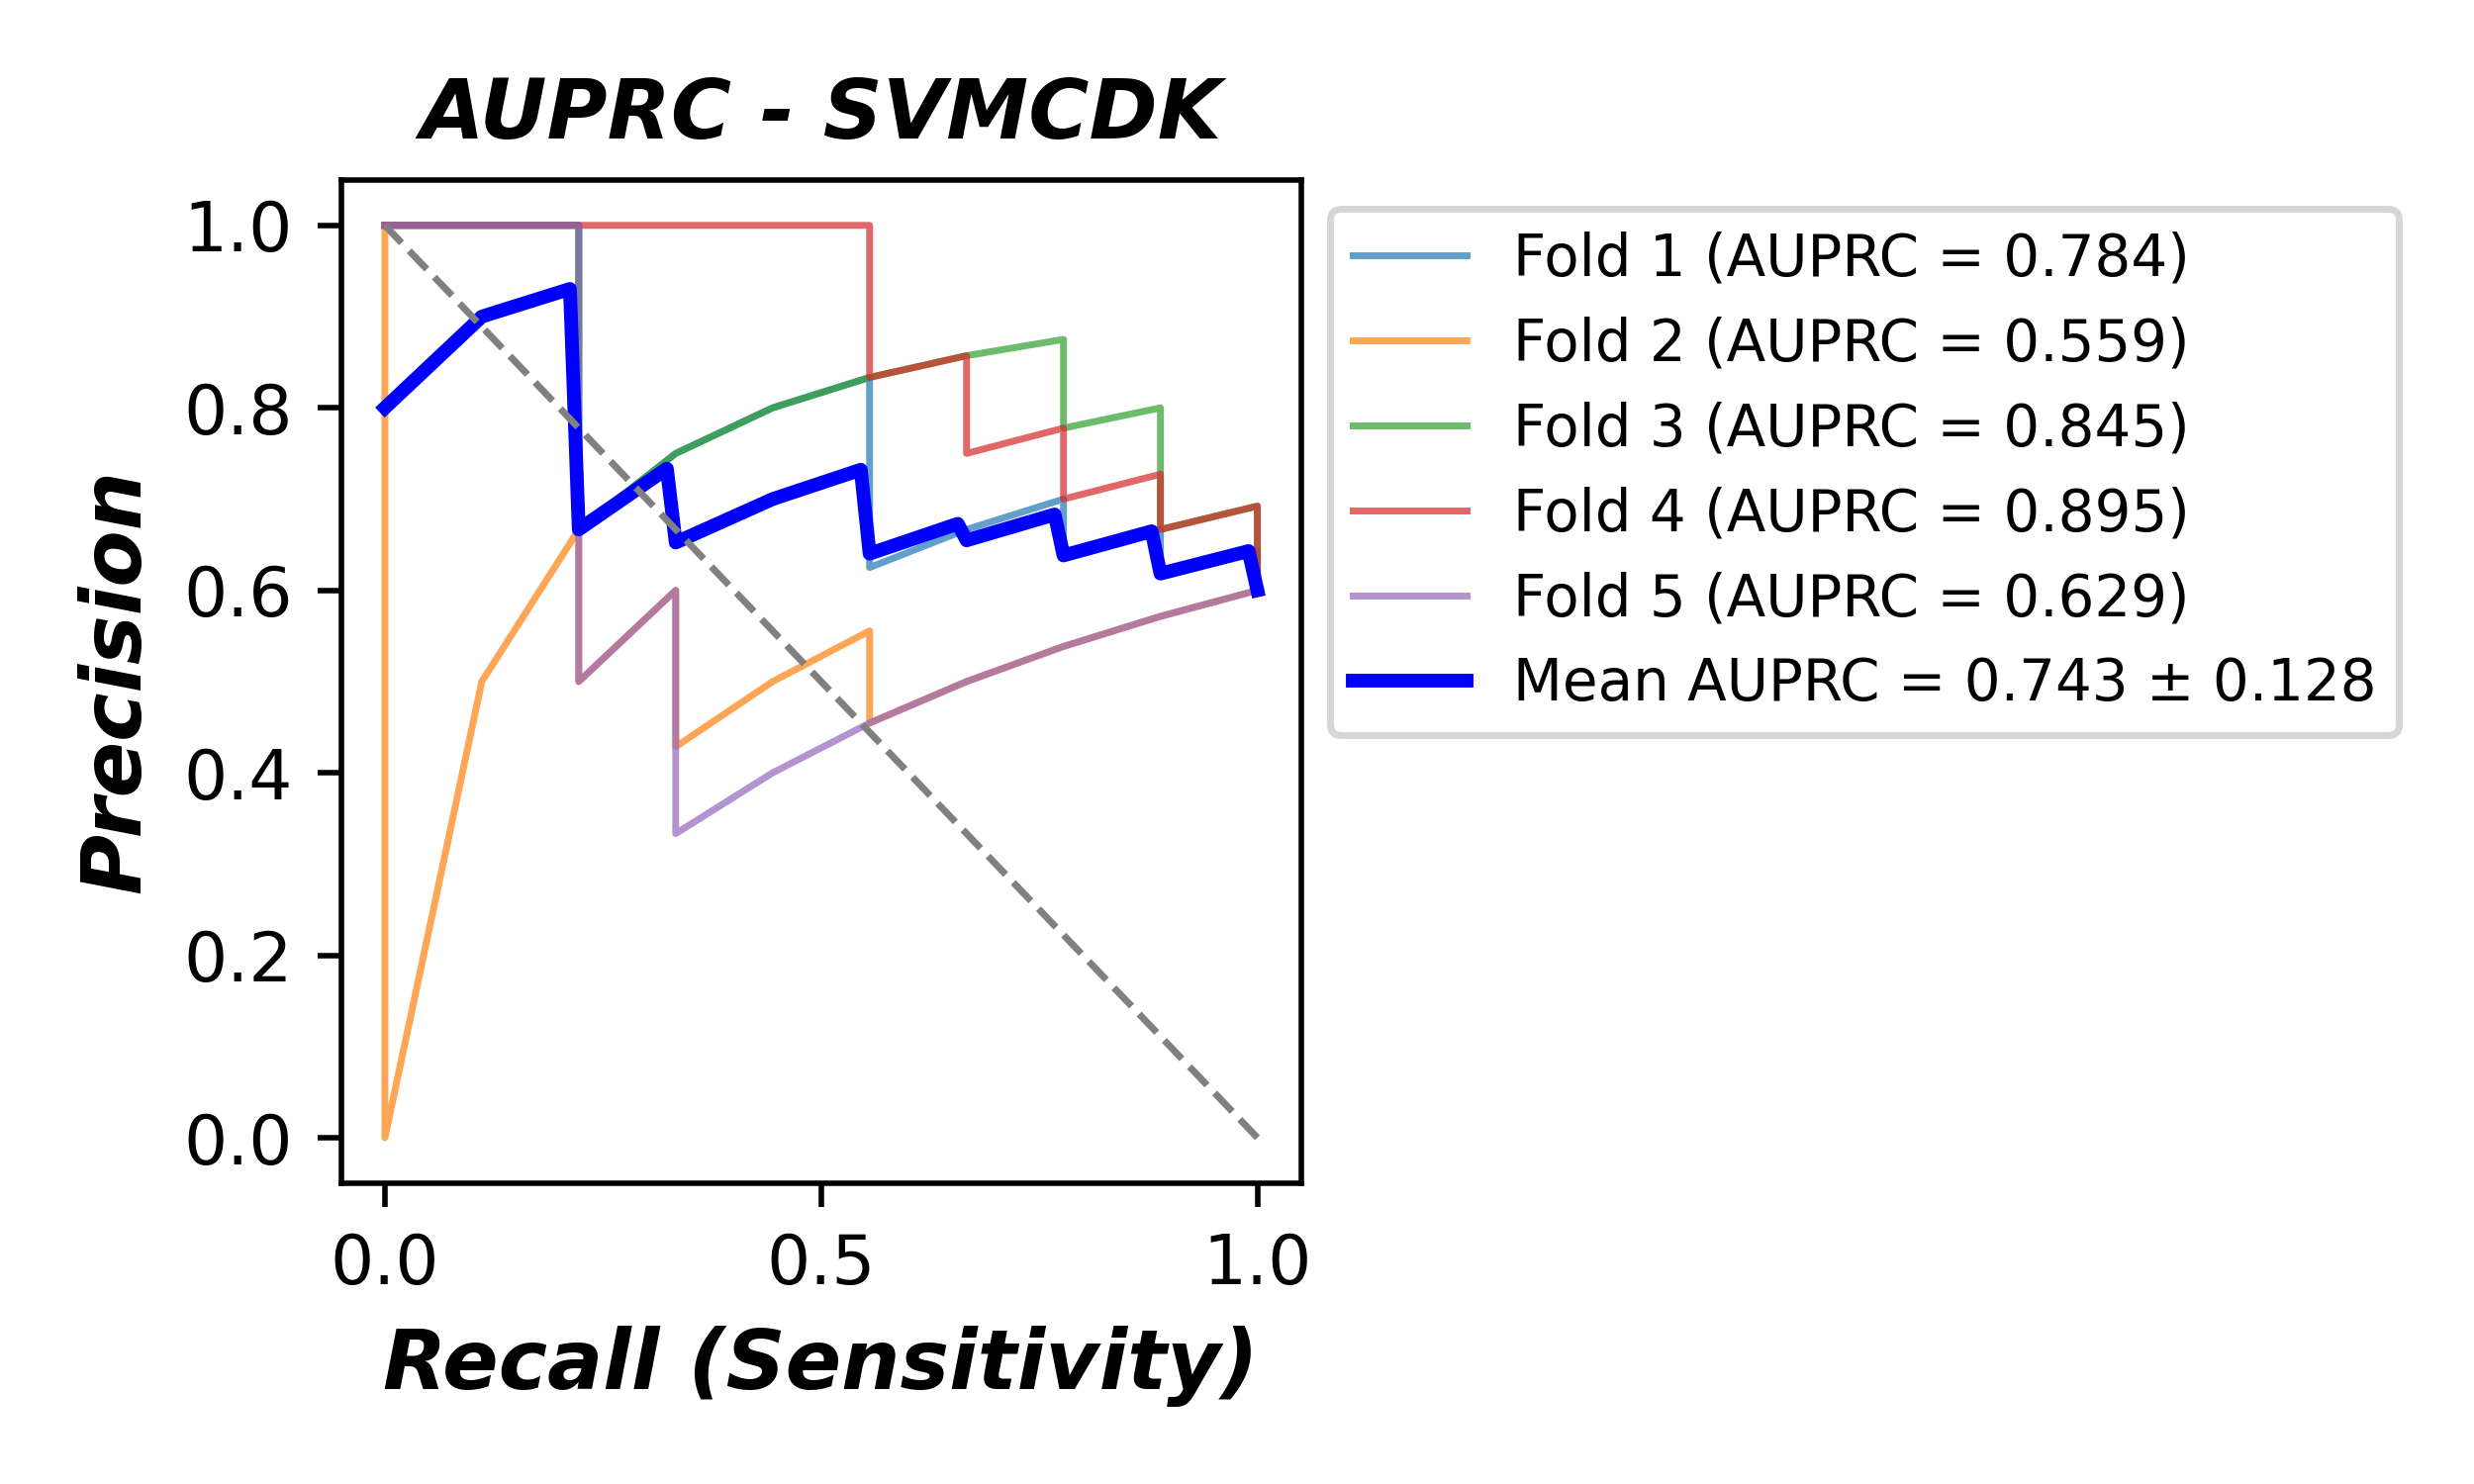 AUPRC - SVMCDK
1.0
0.8
0.6
0.4
0.2
0.0
Precision
0.0 0.5 1.0
Recall (Sensitivity)
Fold 1 (AUPRC = 0.784)
Fold 2 (AUPRC = 0.559)
Fold 3 (AUPRC = 0.845)
Fold 4 (AUPRC = 0.895)
Fold 5 (AUPRC = 0.629)
Mean AUPRC = 0.743 ± 0.128